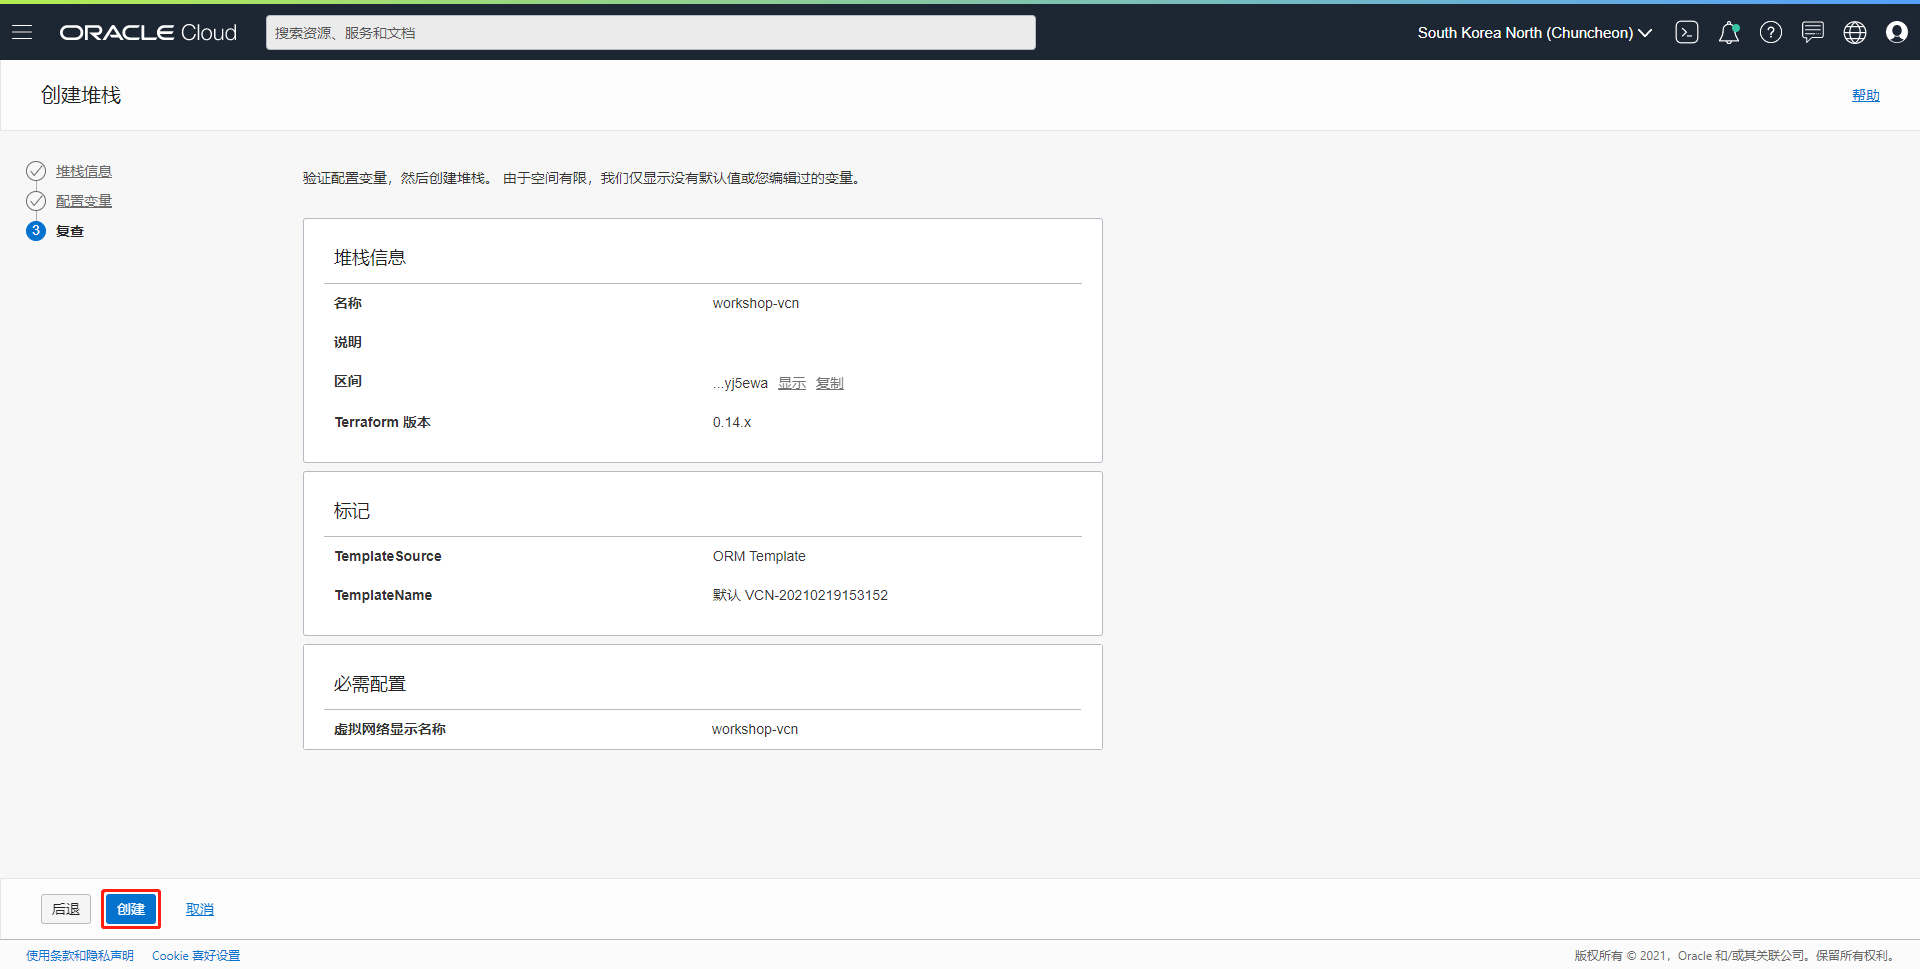 ORACLE Cloud
搜索资源、服务和文档
South Korea North (Chuncheon)
创建堆栈
帮助
堆栈信息
配置变量
3 复查
验证配置变量，然后创建堆栈。 由于空间有限，我们仅显示没有默认值或您编辑过的变量。
堆栈信息
名称 workshop-vcn
说明
区间 ...yj5ewa 显示 复制
Terraform 版本 0.14.x
标记
TemplateSource ORM Template
TemplateName 默认 VCN-20210219153152
必需配置
虚拟网络显示名称 workshop-vcn
后退 创建 取消
使用条款和隐私声明 Cookie 喜好设置
版权所有 © 2021，Oracle 和/或其关联公司。保留所有权利。